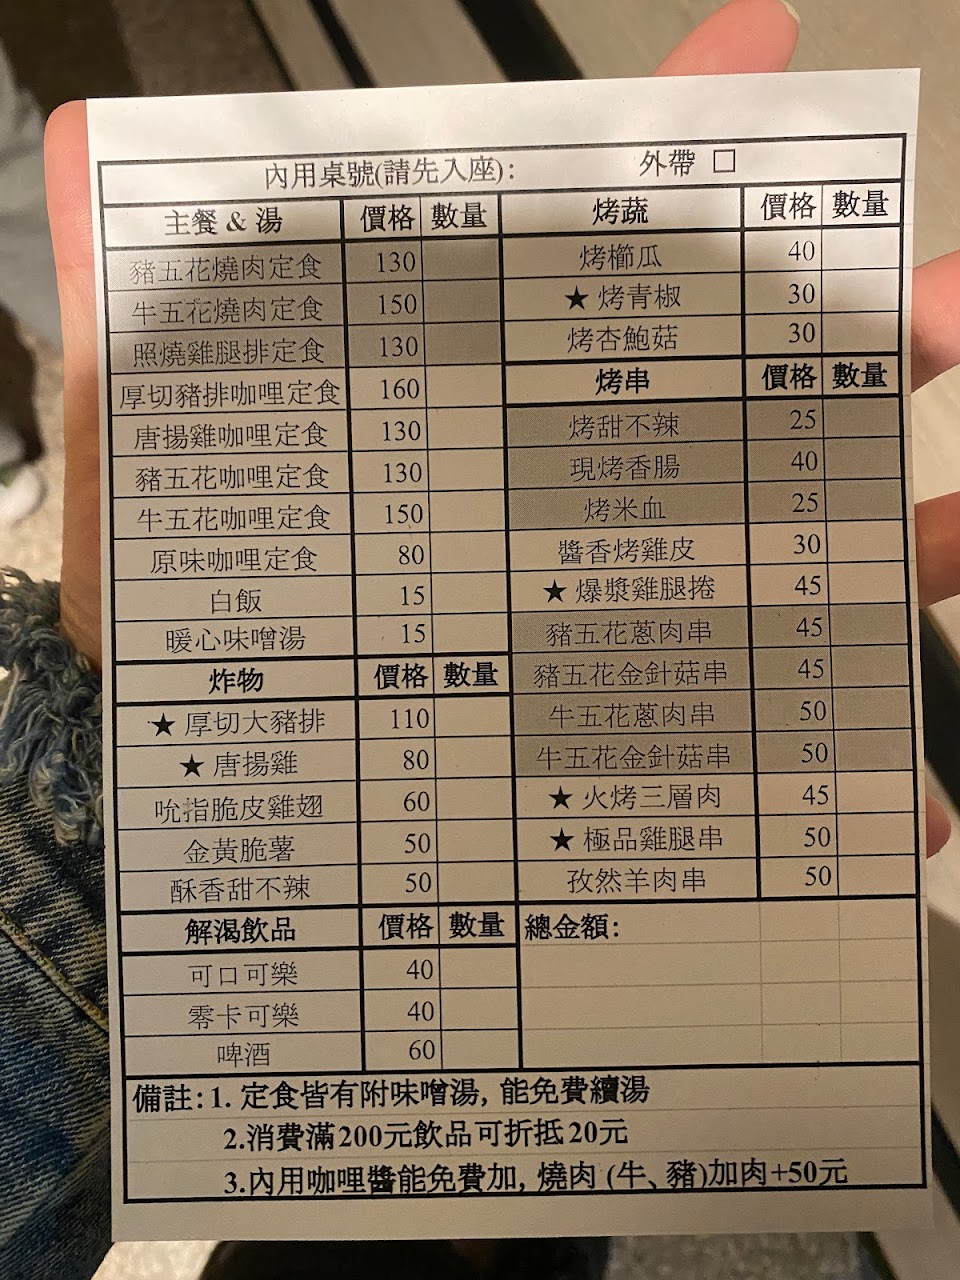 內用桌號(請先入座): 外帶 □
主餐 & 湯 價格 數量
豬五花燒肉定食 130
牛五花燒肉定食 150
照燒雞腿排定食 130
厚切豬排咖哩定食 160
唐揚雞咖哩定食 130
豬五花咖哩定食 130
牛五花咖哩定食 150
原味咖哩定食 80
白飯 15
暖心味噌湯 15
炸物 價格 數量
★ 厚切大豬排 110
★ 唐揚雞 80
吮指脆皮雞翅 60
金黃脆薯 50
酥香甜不辣 50
解渴飲品 價格 數量
可口可樂 40
零卡可樂 40
啤酒 60
烤蔬 價格 數量
烤櫛瓜 40
★ 烤青椒 30
烤杏鮑菇 30
烤串 價格 數量
烤甜不辣 25
現烤香腸 40
烤米血 25
醬香烤雞皮 30
★ 爆漿雞腿捲 45
豬五花蔥肉串 45
豬五花金針菇串 45
牛五花蔥肉串 50
牛五花金針菇串 50
★ 火烤三層肉 45
★ 極品雞腿串 50
孜然羊肉串 50
總金額:
備註:1. 定食皆有附味噌湯, 能免費續湯
2.消費滿200元飲品可折抵20元
3.內用咖哩醬能免費加, 燒肉 (牛、豬)加肉+50元